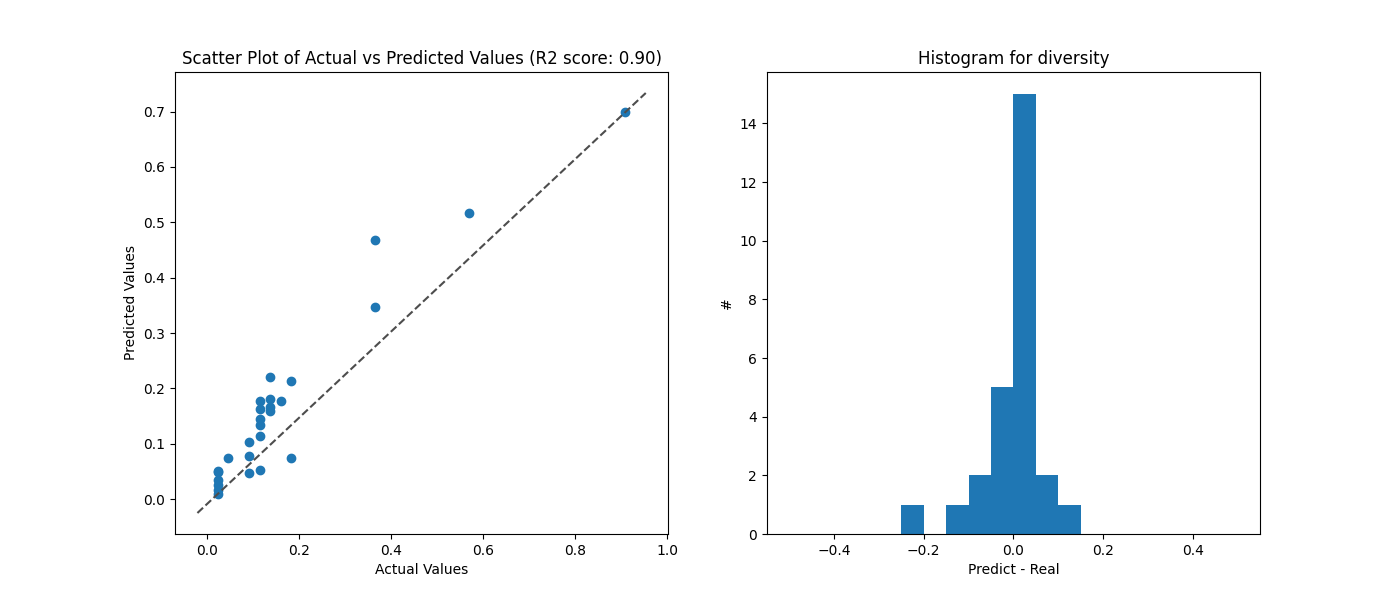 Scatter Plot of Actual vs Predicted Values (R2 score: 0.90)
0.7
0.6
0.5
0.4
0.3
0.2
0.1
0.0
Predicted Values
0.0 0.2 0.4 0.6 0.8 1.0
Actual Values
Histogram for diversity
14
12
10
8
6
4
2
0
#
−0.4 −0.2 0.0 0.2 0.4
Predict - Real